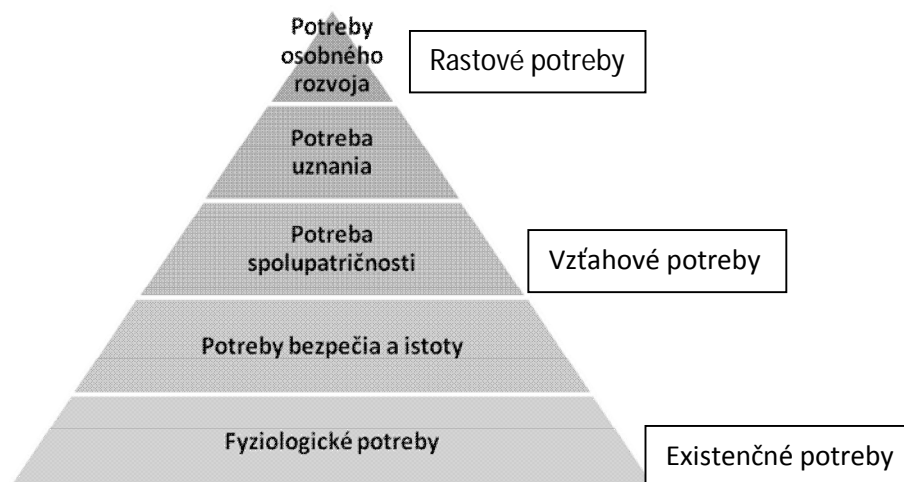 Potreby
osobného
rozvoja
Rastové potreby
Potreba
uznania
Potreba
spolupatričnosti
Vzťahové potreby
Potreby bezpečia a istoty
Fyziologické potreby
Existenčné potreby